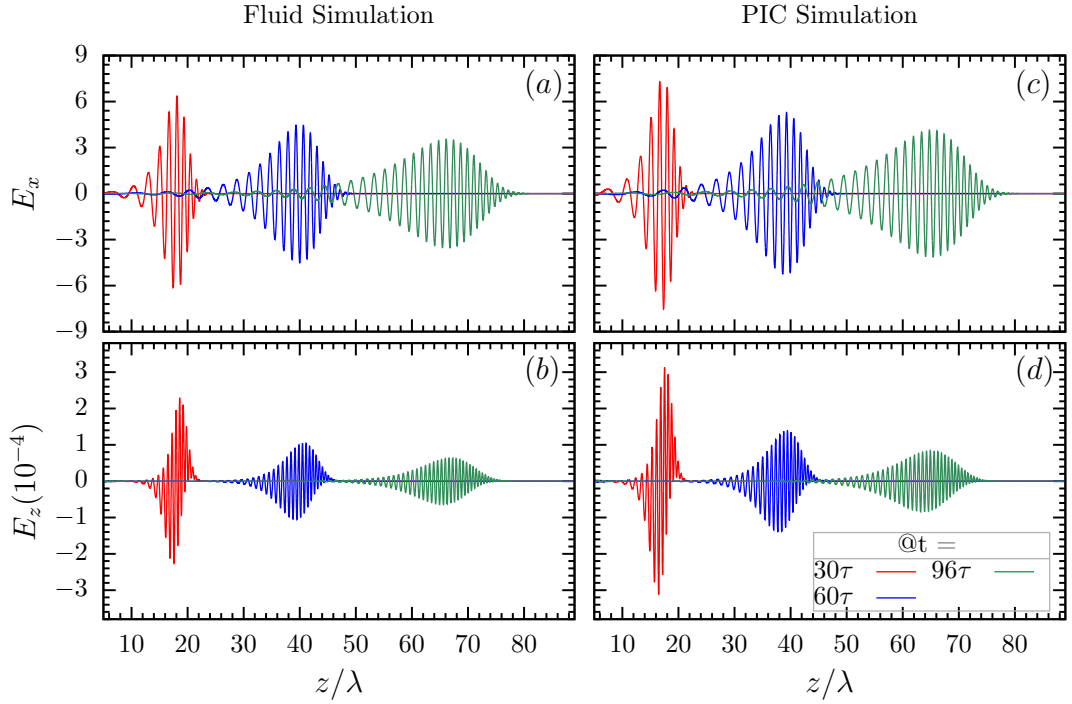 Fluid Simulation
PIC Simulation
9
6
3
0
−3
−6
−9
E_x
(a)
(c)
3
2
1
0
−1
−2
−3
E_z(10^{−4})
(b)
(d)
@t =
30τ 96τ
60τ
10 20 30 40 50 60 70 80
10 20 30 40 50 60 70 80
z/λ
z/λ